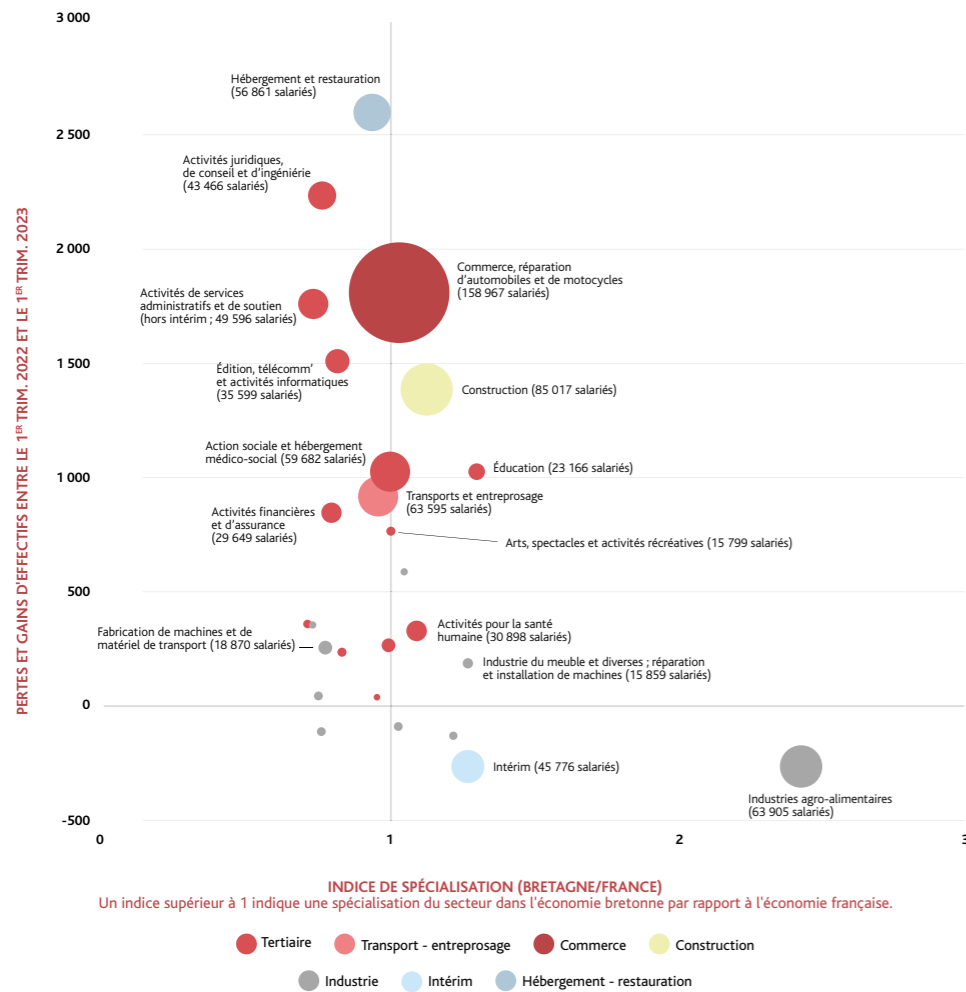 3 000
2 500
2 000
1 500
1 000
500
0
-500
PERTES ET GAINS D'EFFECTIFS ENTRE LE 1ER TRIM. 2022 ET LE 1ER TRIM. 2023
Hébergement et restauration
(56 861 salariés)
Activités juridiques,
de conseil et d'ingéniérie
(43 466 salariés)
Commerce, réparation
d'automobiles et de motocycles
(158 967 salariés)
Activités de services
administratifs et de soutien
(hors intérim ; 49 596 salariés)
Édition, télécomm'
et activités informatiques
(35 599 salariés)
Construction (85 017 salariés)
Action sociale et hébergement
médico-social (59 682 salariés)
Éducation (23 166 salariés)
Transports et entreprosage
(63 595 salariés)
Activités financières
et d'assurance
(29 649 salariés)
Arts, spectacles et activités récréatives (15 799 salariés)
Activités pour la santé
humaine (30 898 salariés)
Fabrication de machines et de
matériel de transport (18 870 salariés)
Industrie du meuble et diverses ; réparation
et installation de machines (15 859 salariés)
Intérim (45 776 salariés)
Industries agro-alimentaires
(63 905 salariés)
0 1 2 3
INDICE DE SPÉCIALISATION (BRETAGNE/FRANCE)
Un indice supérieur à 1 indique une spécialisation du secteur dans l'économie bretonne par rapport à l'économie française.
Tertiaire Transport - entreprosage Commerce Construction
Industrie Intérim Hébergement - restauration